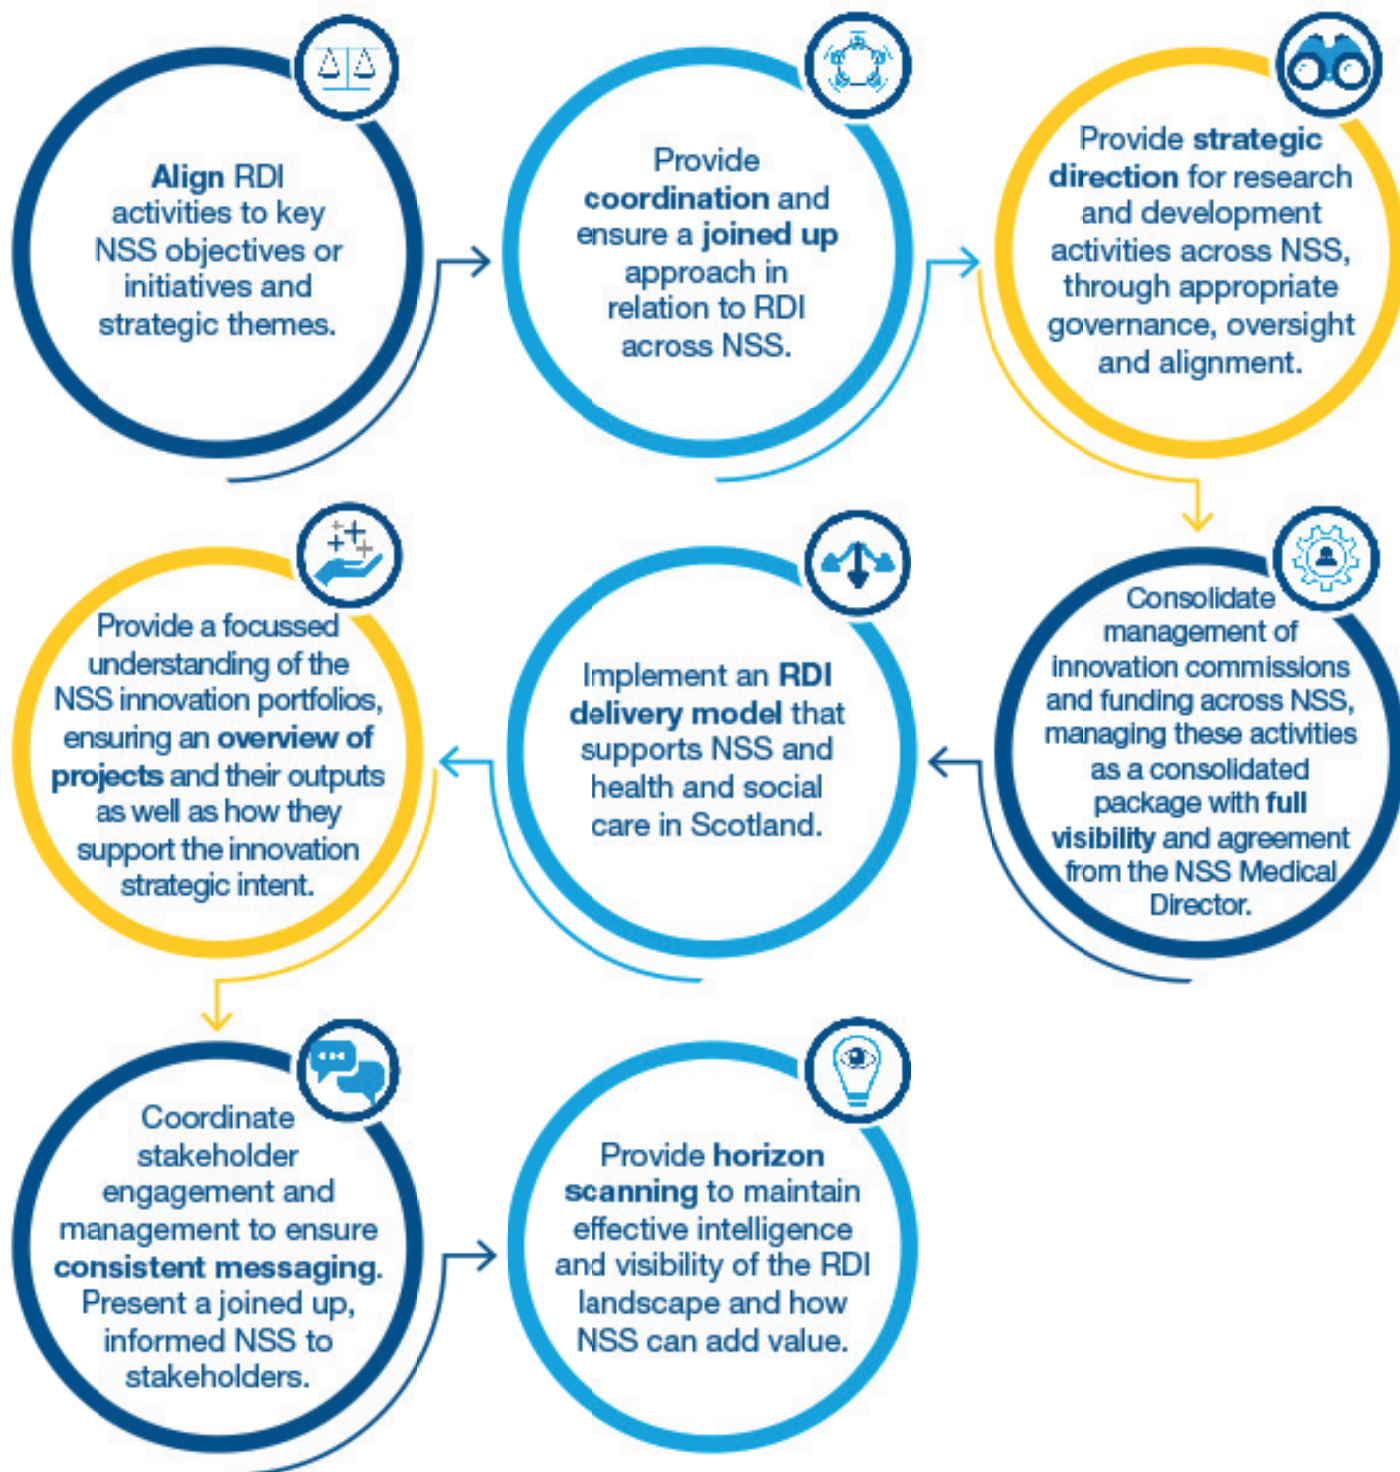 Align RDI
activities to key
NSS objectives or
initiatives and
strategic themes.
Provide
coordination and
ensure a joined up
approach in
relation to RDI
across NSS.
Provide strategic
direction for research
and development
activities across NSS,
through appropriate
governance, oversight
and alignment.
Consolidate
management of
innovation commissions
and funding across NSS,
managing these activities
as a consolidated
package with full
visibility and agreement
from the NSS Medical
Director.
Implement an RDI
delivery model that
supports NSS and
health and social
care in Scotland.
Provide a focussed
understanding of the
NSS innovation portfolios,
ensuring an overview of
projects and their outputs
as well as how they
support the innovation
strategic intent.
Coordinate
stakeholder
engagement and
management to ensure
consistent messaging.
Present a joined up,
informed NSS to
stakeholders.
Provide horizon
scanning to maintain
effective intelligence
and visibility of the RDI
landscape and how
NSS can add value.